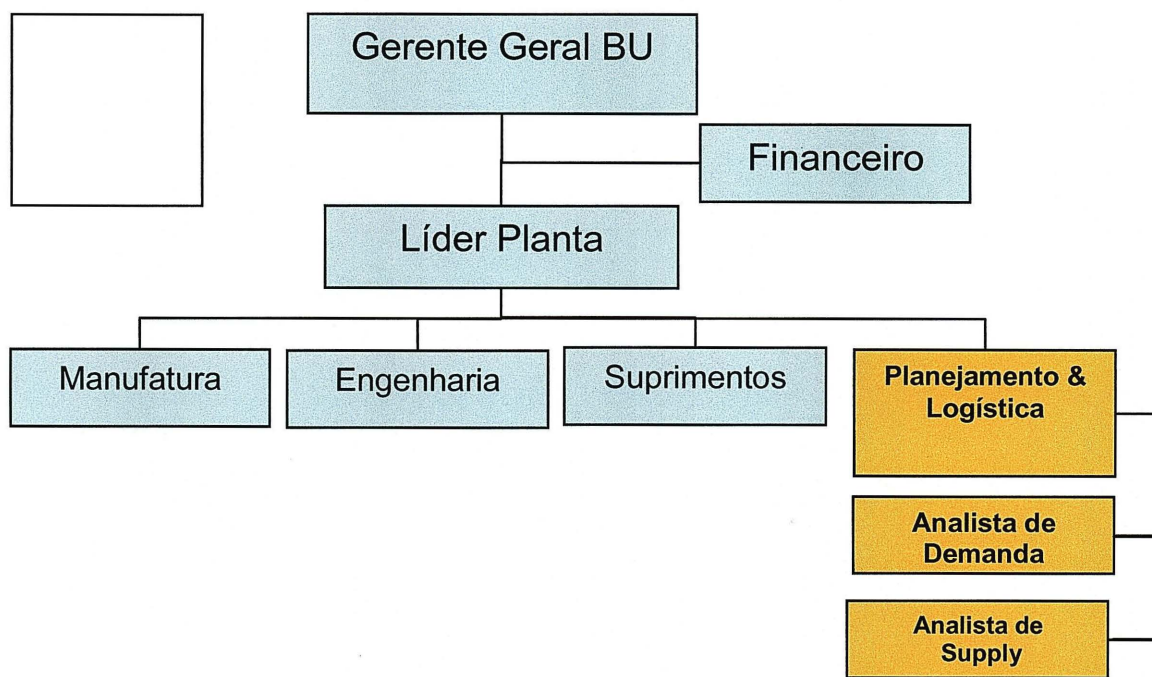 Gerente Geral BU
Financeiro
Líder Planta
Manufatura
Engenharia
Suprimentos
Planejamento &
Logística
Analista de
Demanda
Analista de
Supply